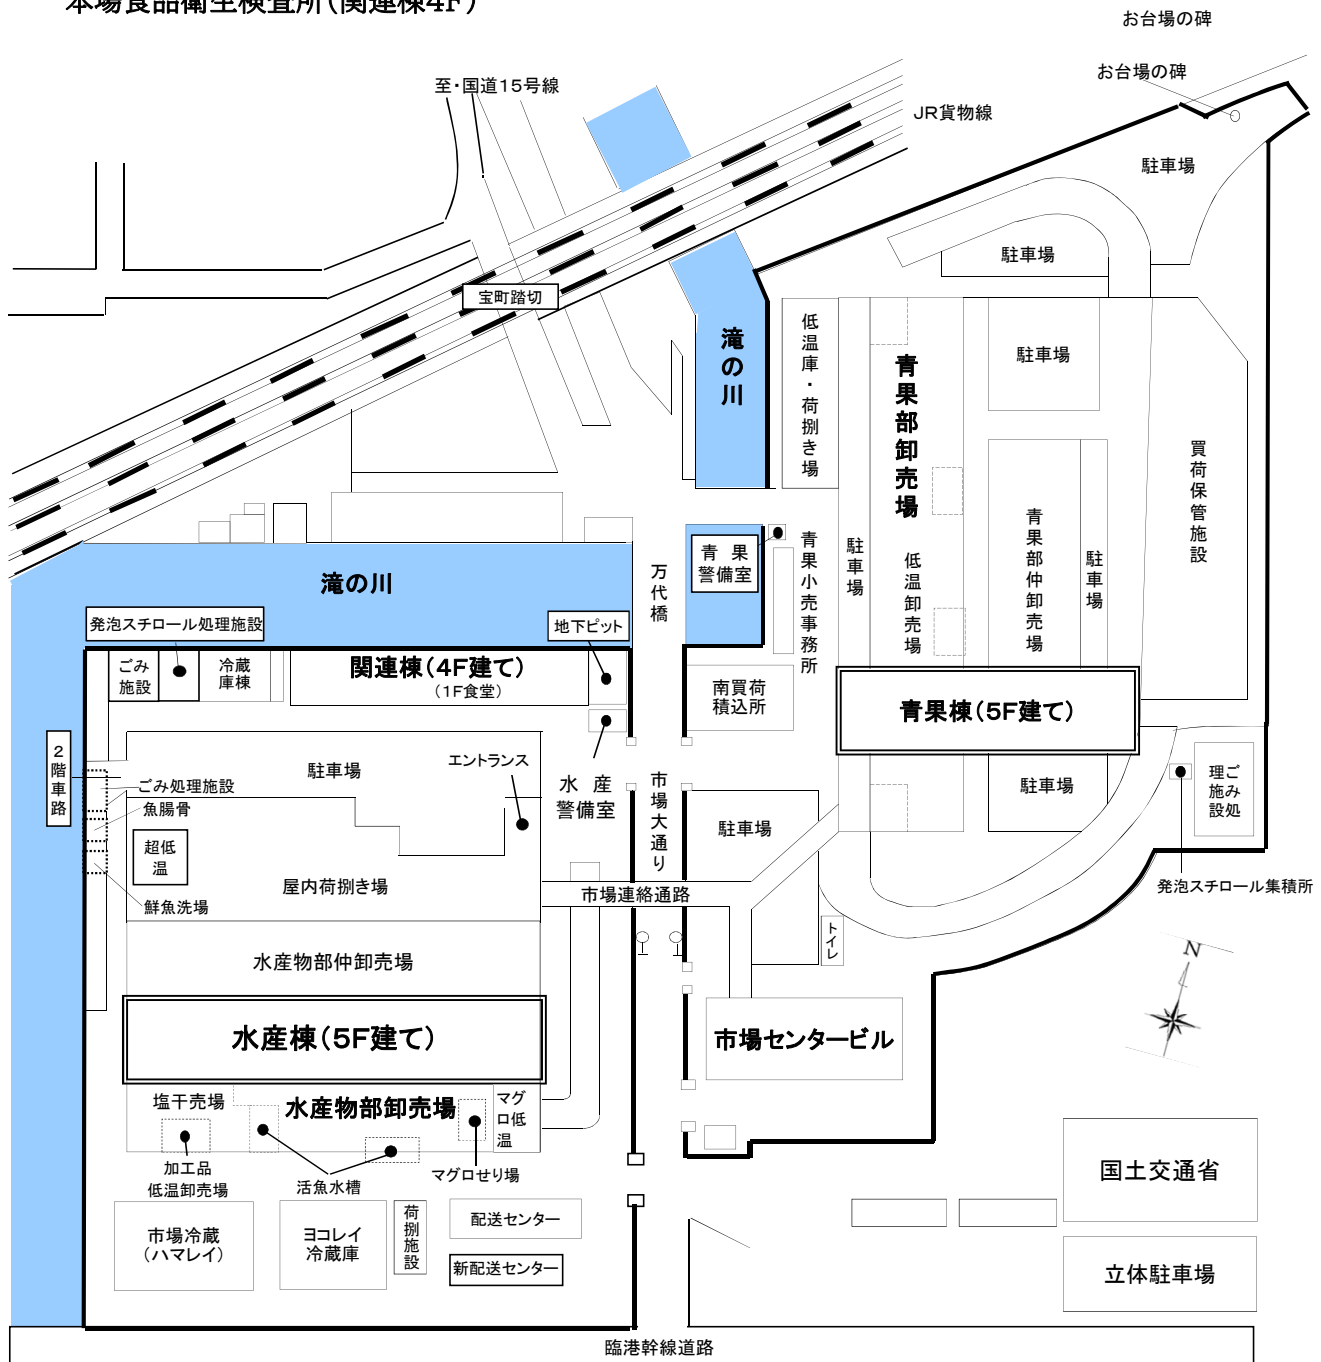 本場食品衛生検査所(関連棟4F)
お台場の碑
お台場の碑
至・国道15号線
JR貨物線
駐車場
駐車場
宝町踏切
滝の川
低温庫・荷捌き場
青果部卸売場
駐車場
買荷保管施設
青果部仲卸売場
駐車場
駐車場
低温卸売場
青果小売事務所
青果
警備室
万代橋
滝の川
発泡スチロール処理施設
地下ピット
ごみ
施設
冷蔵
庫棟
関連棟(4F建て)
(1F食堂)
南買荷
積込所
青果棟(5F建て)
2階車路
ごみ処理施設
魚腸骨
駐車場
エントランス
水産
警備室
市場大通り
駐車場
駐車場
ごみ処
理施設
発泡スチロール集積所
超低
温
鮮魚洗場
屋内荷捌き場
市場連絡通路
トイレ
水産物部仲卸売場
N
水産棟(5F建て)
市場センタービル
塩干売場
水産物部卸売場
マグ
ロ低
温
加工品
低温卸売場
活魚水槽
マグロせり場
国土交通省
市場冷蔵
(ハマレイ)
ヨコレイ
冷蔵庫
荷捌施設
配送センター
新配送センター
立体駐車場
臨港幹線道路